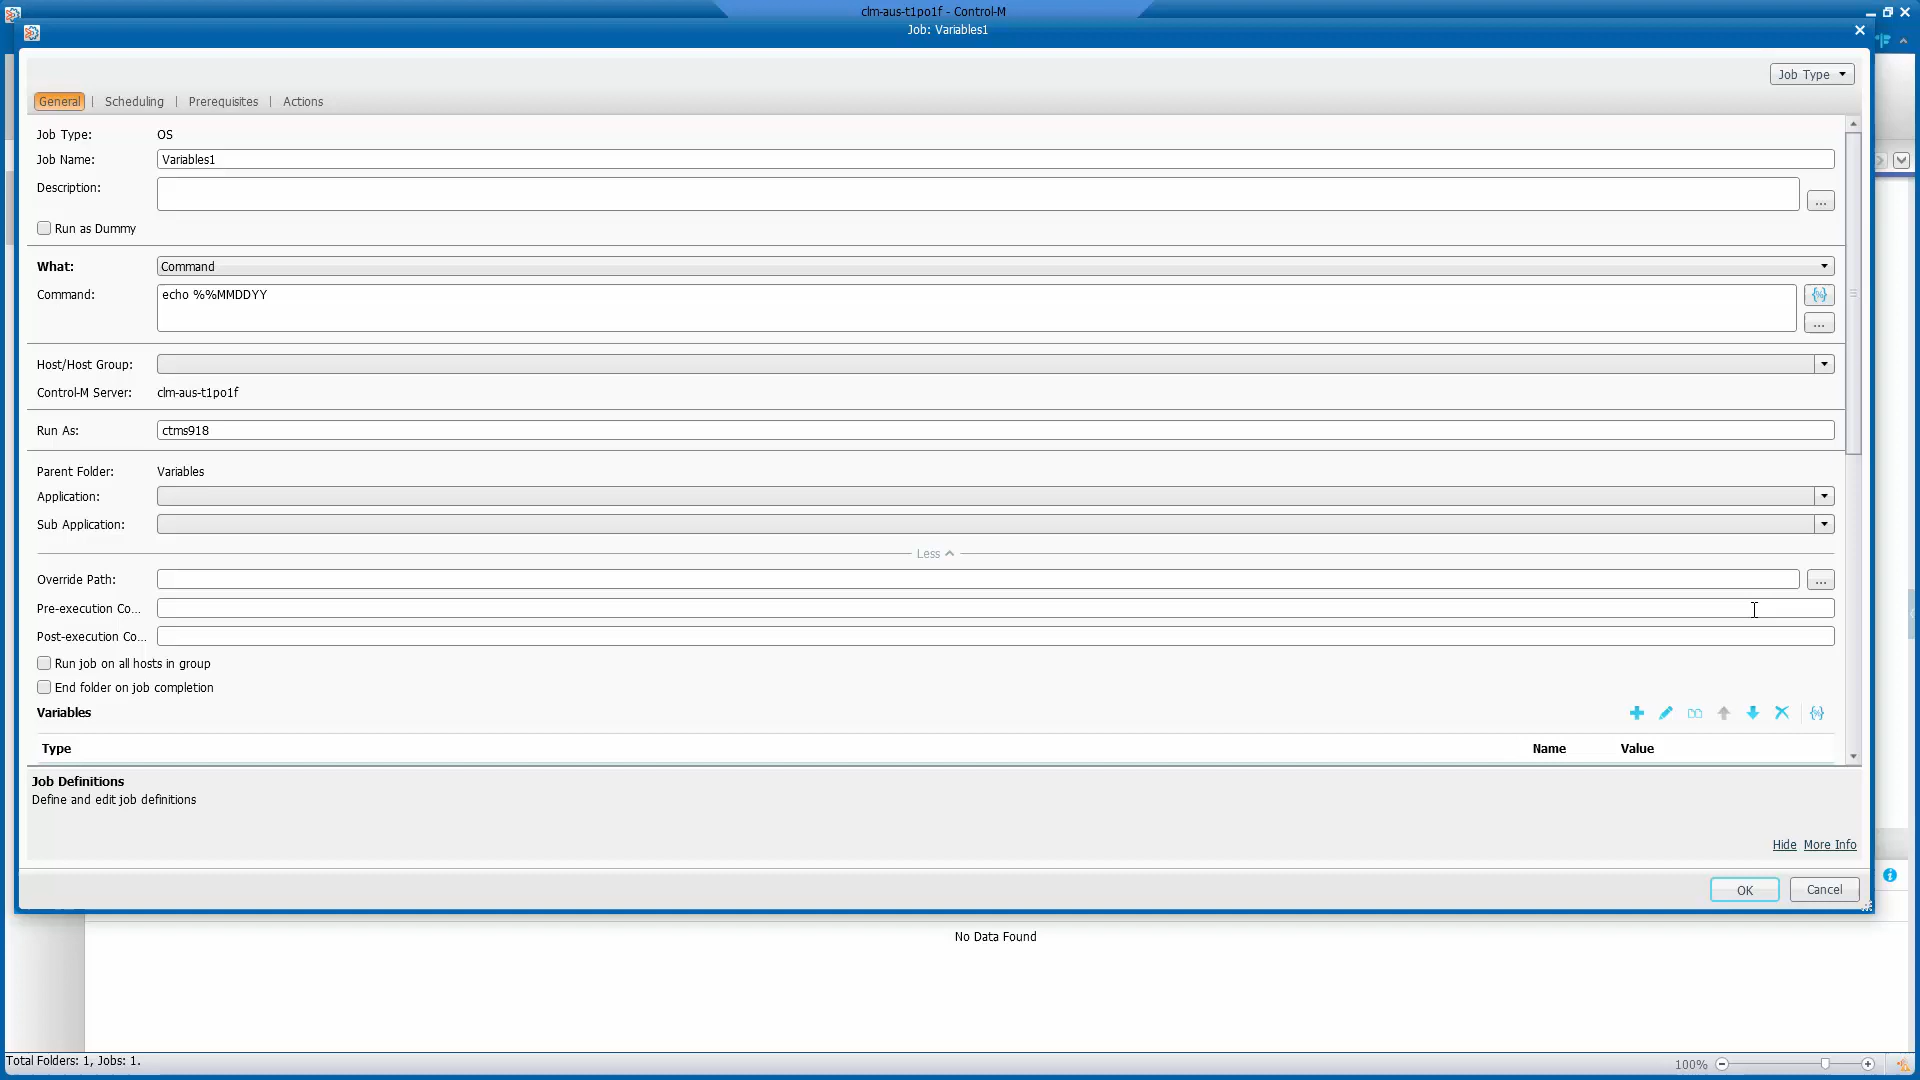 clm-aus-t1po1f - Control-M
Job: Variables1
Job Type
General | Scheduling | Prerequisites | Actions
Job Type: OS
Job Name: Variables1
Description:
...
Run as Dummy
What: Command
Command: echo %%MMDDYY
...
Host/Host Group:
Control-M Server: clm-aus-t1po1f
Run As: ctms918
Parent Folder: Variables
Application:
Sub Application:
Less
Override Path:
...
Pre-execution Co...
Post-execution Co...
Run job on all hosts in group
End folder on job completion
Variables
Type Name Value
Job Definitions
Define and edit job definitions
Hide More Info
OK Cancel
No Data Found
Total Folders: 1, Jobs: 1.
100%